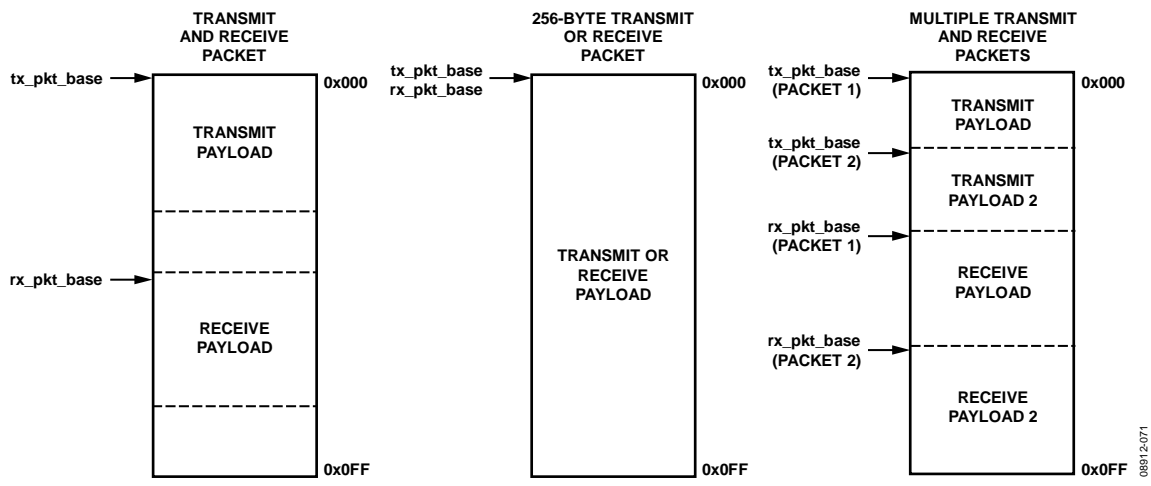 TRANSMIT
AND RECEIVE
PACKET
tx_pkt_base
0x000
TRANSMIT
PAYLOAD
rx_pkt_base
RECEIVE
PAYLOAD
0x0FF
256-BYTE TRANSMIT
OR RECEIVE
PACKET
tx_pkt_base
rx_pkt_base
0x000
TRANSMIT OR
RECEIVE
PAYLOAD
0x0FF
MULTIPLE TRANSMIT
AND RECEIVE
PACKETS
tx_pkt_base
(PACKET 1)
0x000
TRANSMIT
PAYLOAD
tx_pkt_base
(PACKET 2)
TRANSMIT
PAYLOAD 2
rx_pkt_base
(PACKET 1)
RECEIVE
PAYLOAD
rx_pkt_base
(PACKET 2)
RECEIVE
PAYLOAD 2
0x0FF
08912-071